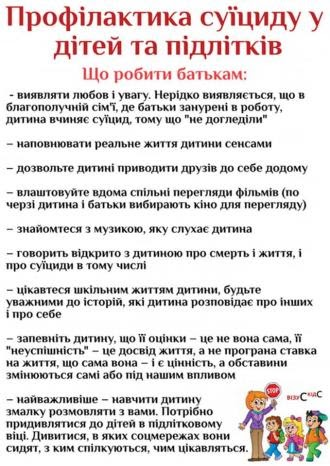 Профілактика суїциду у
дітей та підлітків
Що робити батькам:
- виявляти любов і увагу. Нерідко виявляється, що в
благополучній сім'ї, де батьки занурені в роботу,
дитина вчиняє суїцид, тому що "не догледіли"
– наповнювати реальне життя дитини сенсами
– дозвольте дитині приводити друзів до себе додому
– влаштовуйте вдома спільні перегляди фільмів (по
черзі дитина і батьки вибирають кіно для перегляду)
– знайомтеся з музикою, яку слухає дитина
– говорить відкрито з дитиною про смерть і життя, і
про суїциди в тому числі
– цікавтеся шкільним життям дитини, будьте
уважними до історій, які дитина розповідає про інших
і про себе
– запевніть дитину, що її оцінки – це не вона сама, її
"неуспішність" – це досвід життя, а не програна ставка
на життя, що сама вона – і є цінність, а обставини
змінюються самі або під нашим впливом
– найважливіше – навчити дитину
змалку розмовляти з вами. Потрібно
придивлятися до дітей в підлітковому
віці. Дивитися, в яких соцмережах вони
сидять, з ким спілкуються, чим цікавляться.
STOP
ВІЗУСКІДС